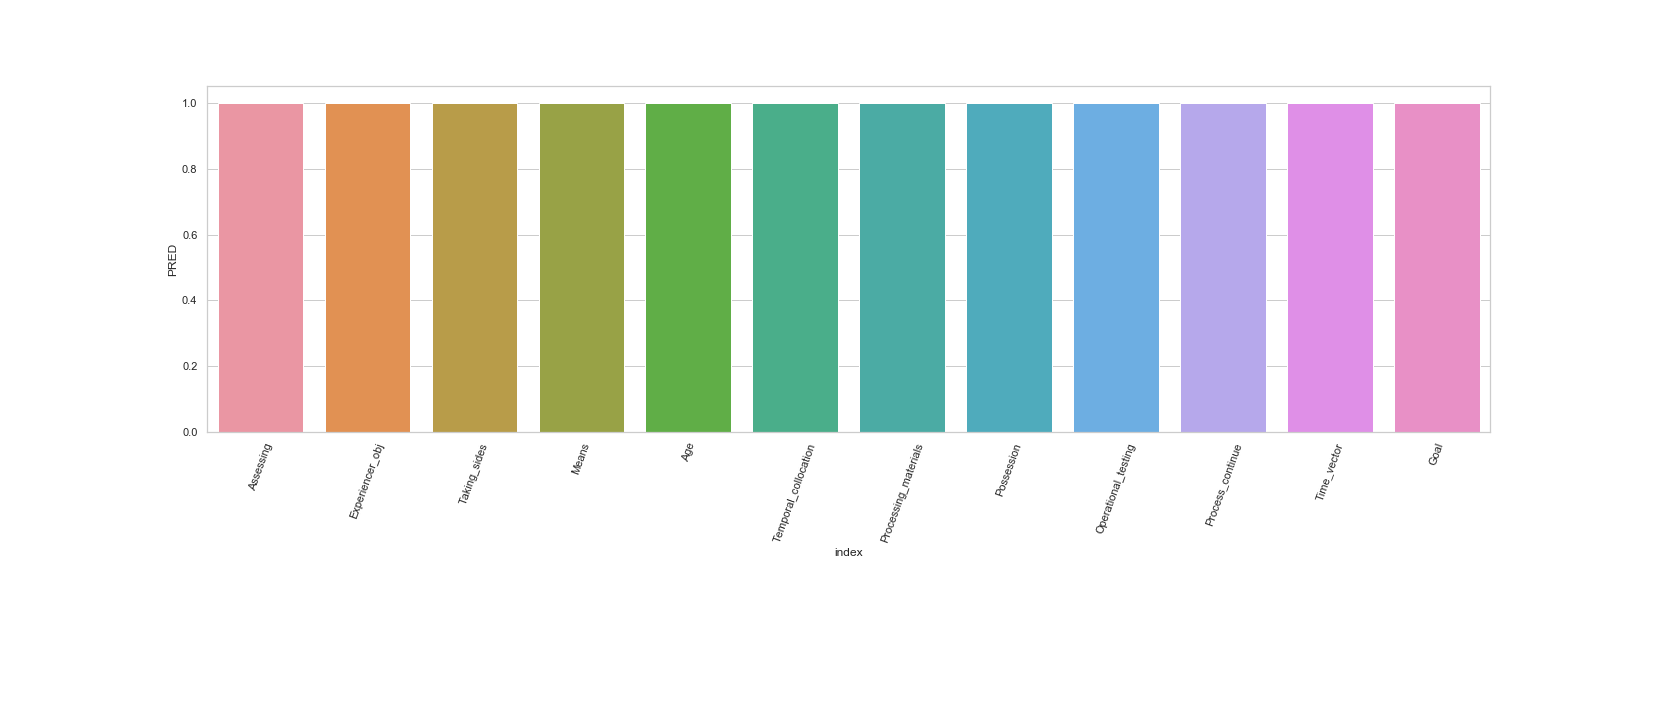 1.0
0.8
0.6
0.4
0.2
0.0
PRED
Assessing
Experiencer_obj
Taking_sides
Means
Age
Temporal_collocation
Processing_materials
Possession
Operational_testing
Process_continue
Time_vector
Goal
index